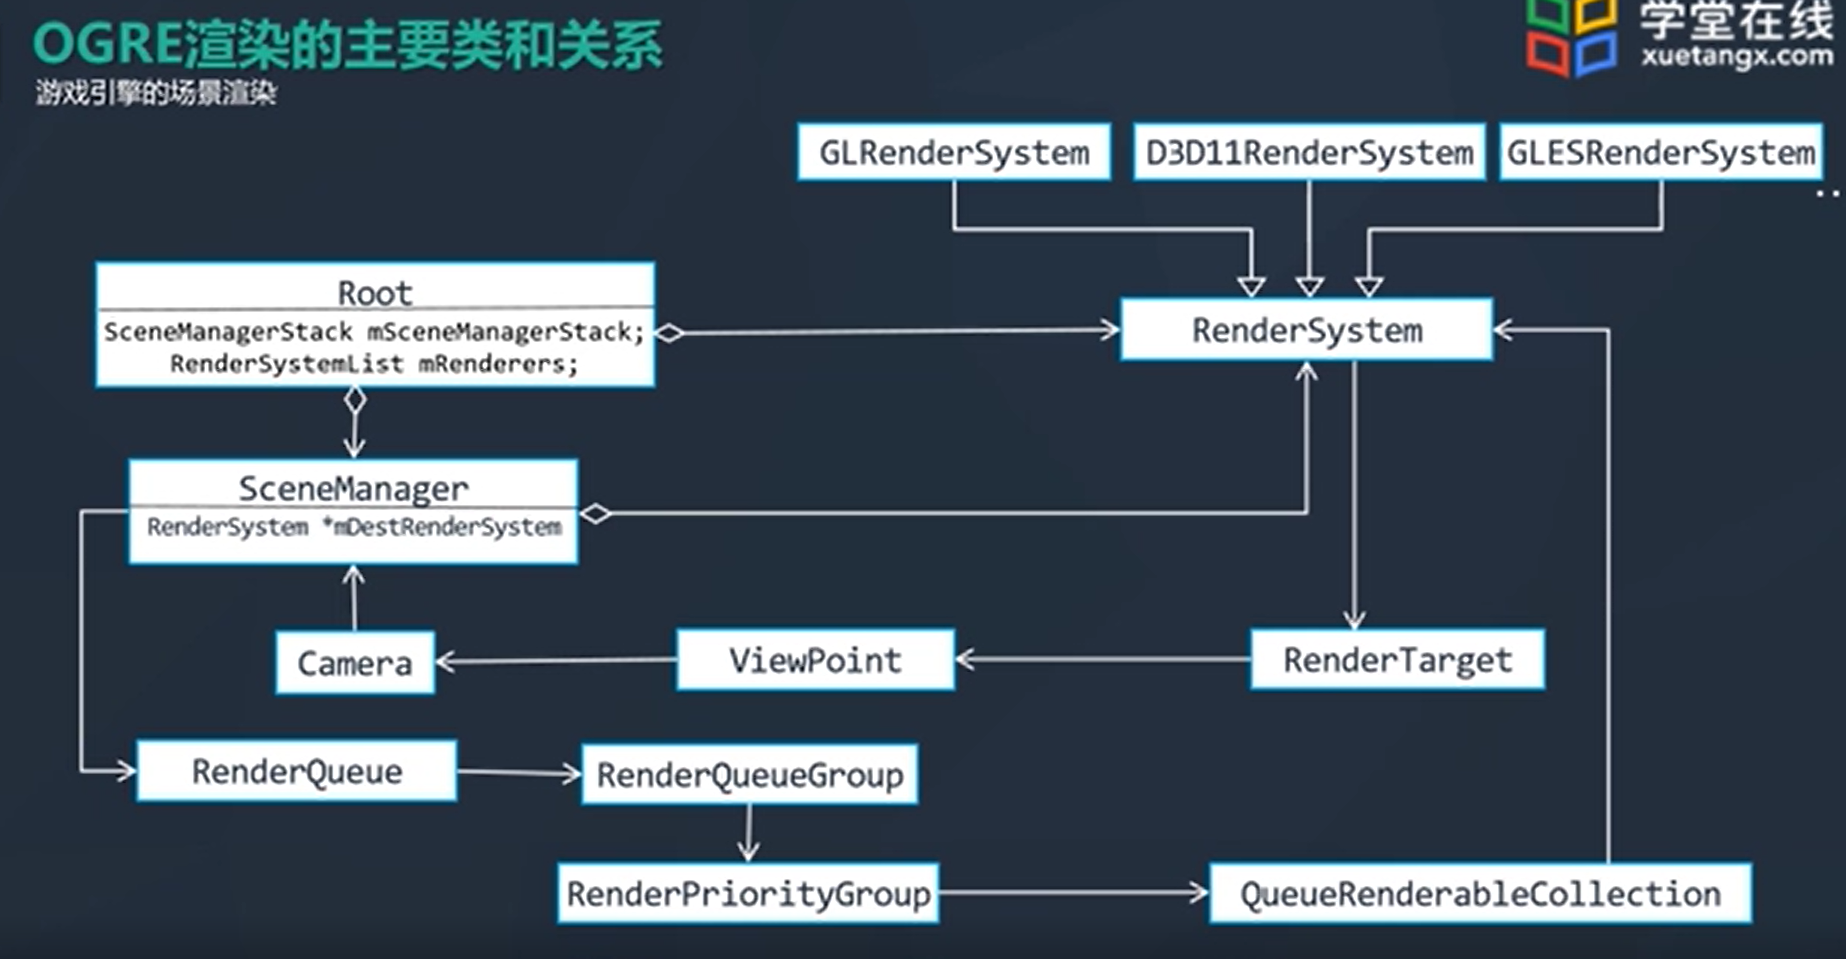 OGRE渲染的主要类和关系
游戏引擎的场景渲染
学堂在线
xuetangx.com
GLRenderSystem
D3D11RenderSystem
GLESRenderSystem
..
Root
SceneManagerStack mSceneManagerStack;
RenderSystemList mRenderers;
RenderSystem
SceneManager
RenderSystem *mDestRenderSystem
Camera
ViewPoint
RenderTarget
RenderQueue
RenderQueueGroup
RenderPriorityGroup
QueueRenderableCollection